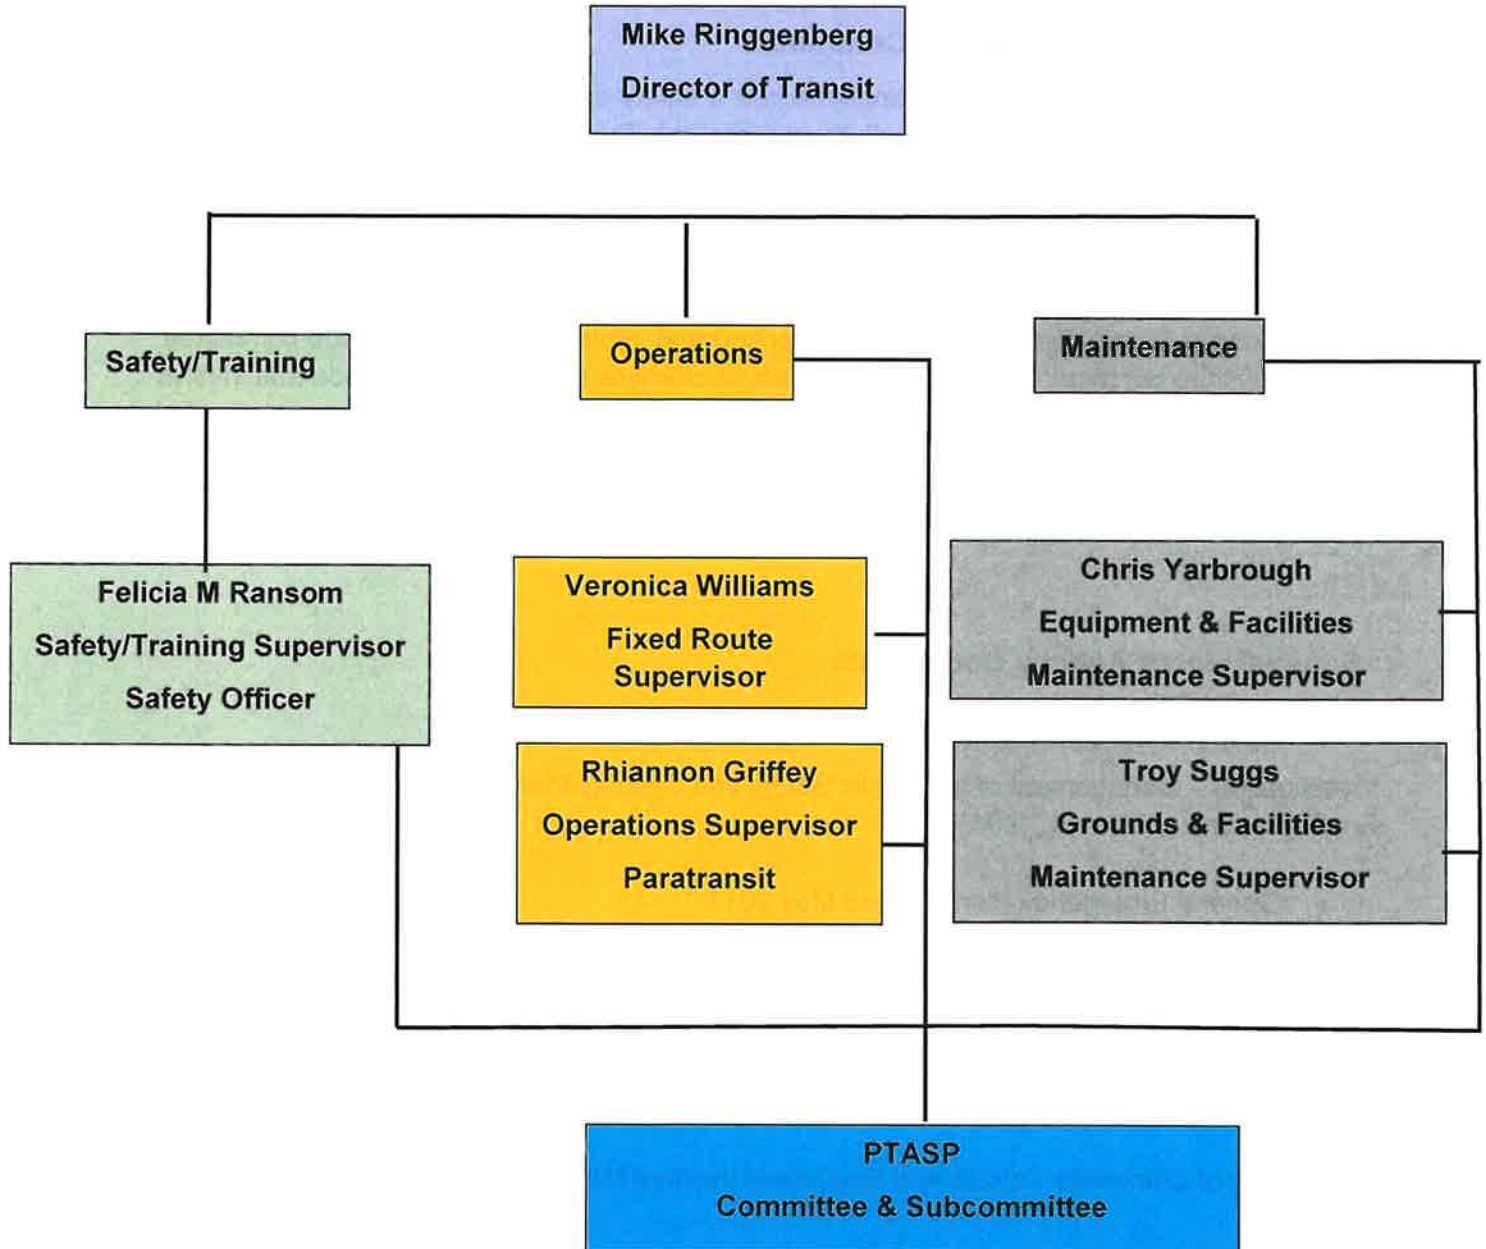 Mike Ringgenberg
Director of Transit
Safety/Training
Operations
Maintenance
Felicia M Ransom
Safety/Training Supervisor
Safety Officer
Veronica Williams
Fixed Route
Supervisor
Rhiannon Griffey
Operations Supervisor
Paratransit
Chris Yarbrough
Equipment & Facilities
Maintenance Supervisor
Troy Suggs
Grounds & Facilities
Maintenance Supervisor
PTASP
Committee & Subcommittee